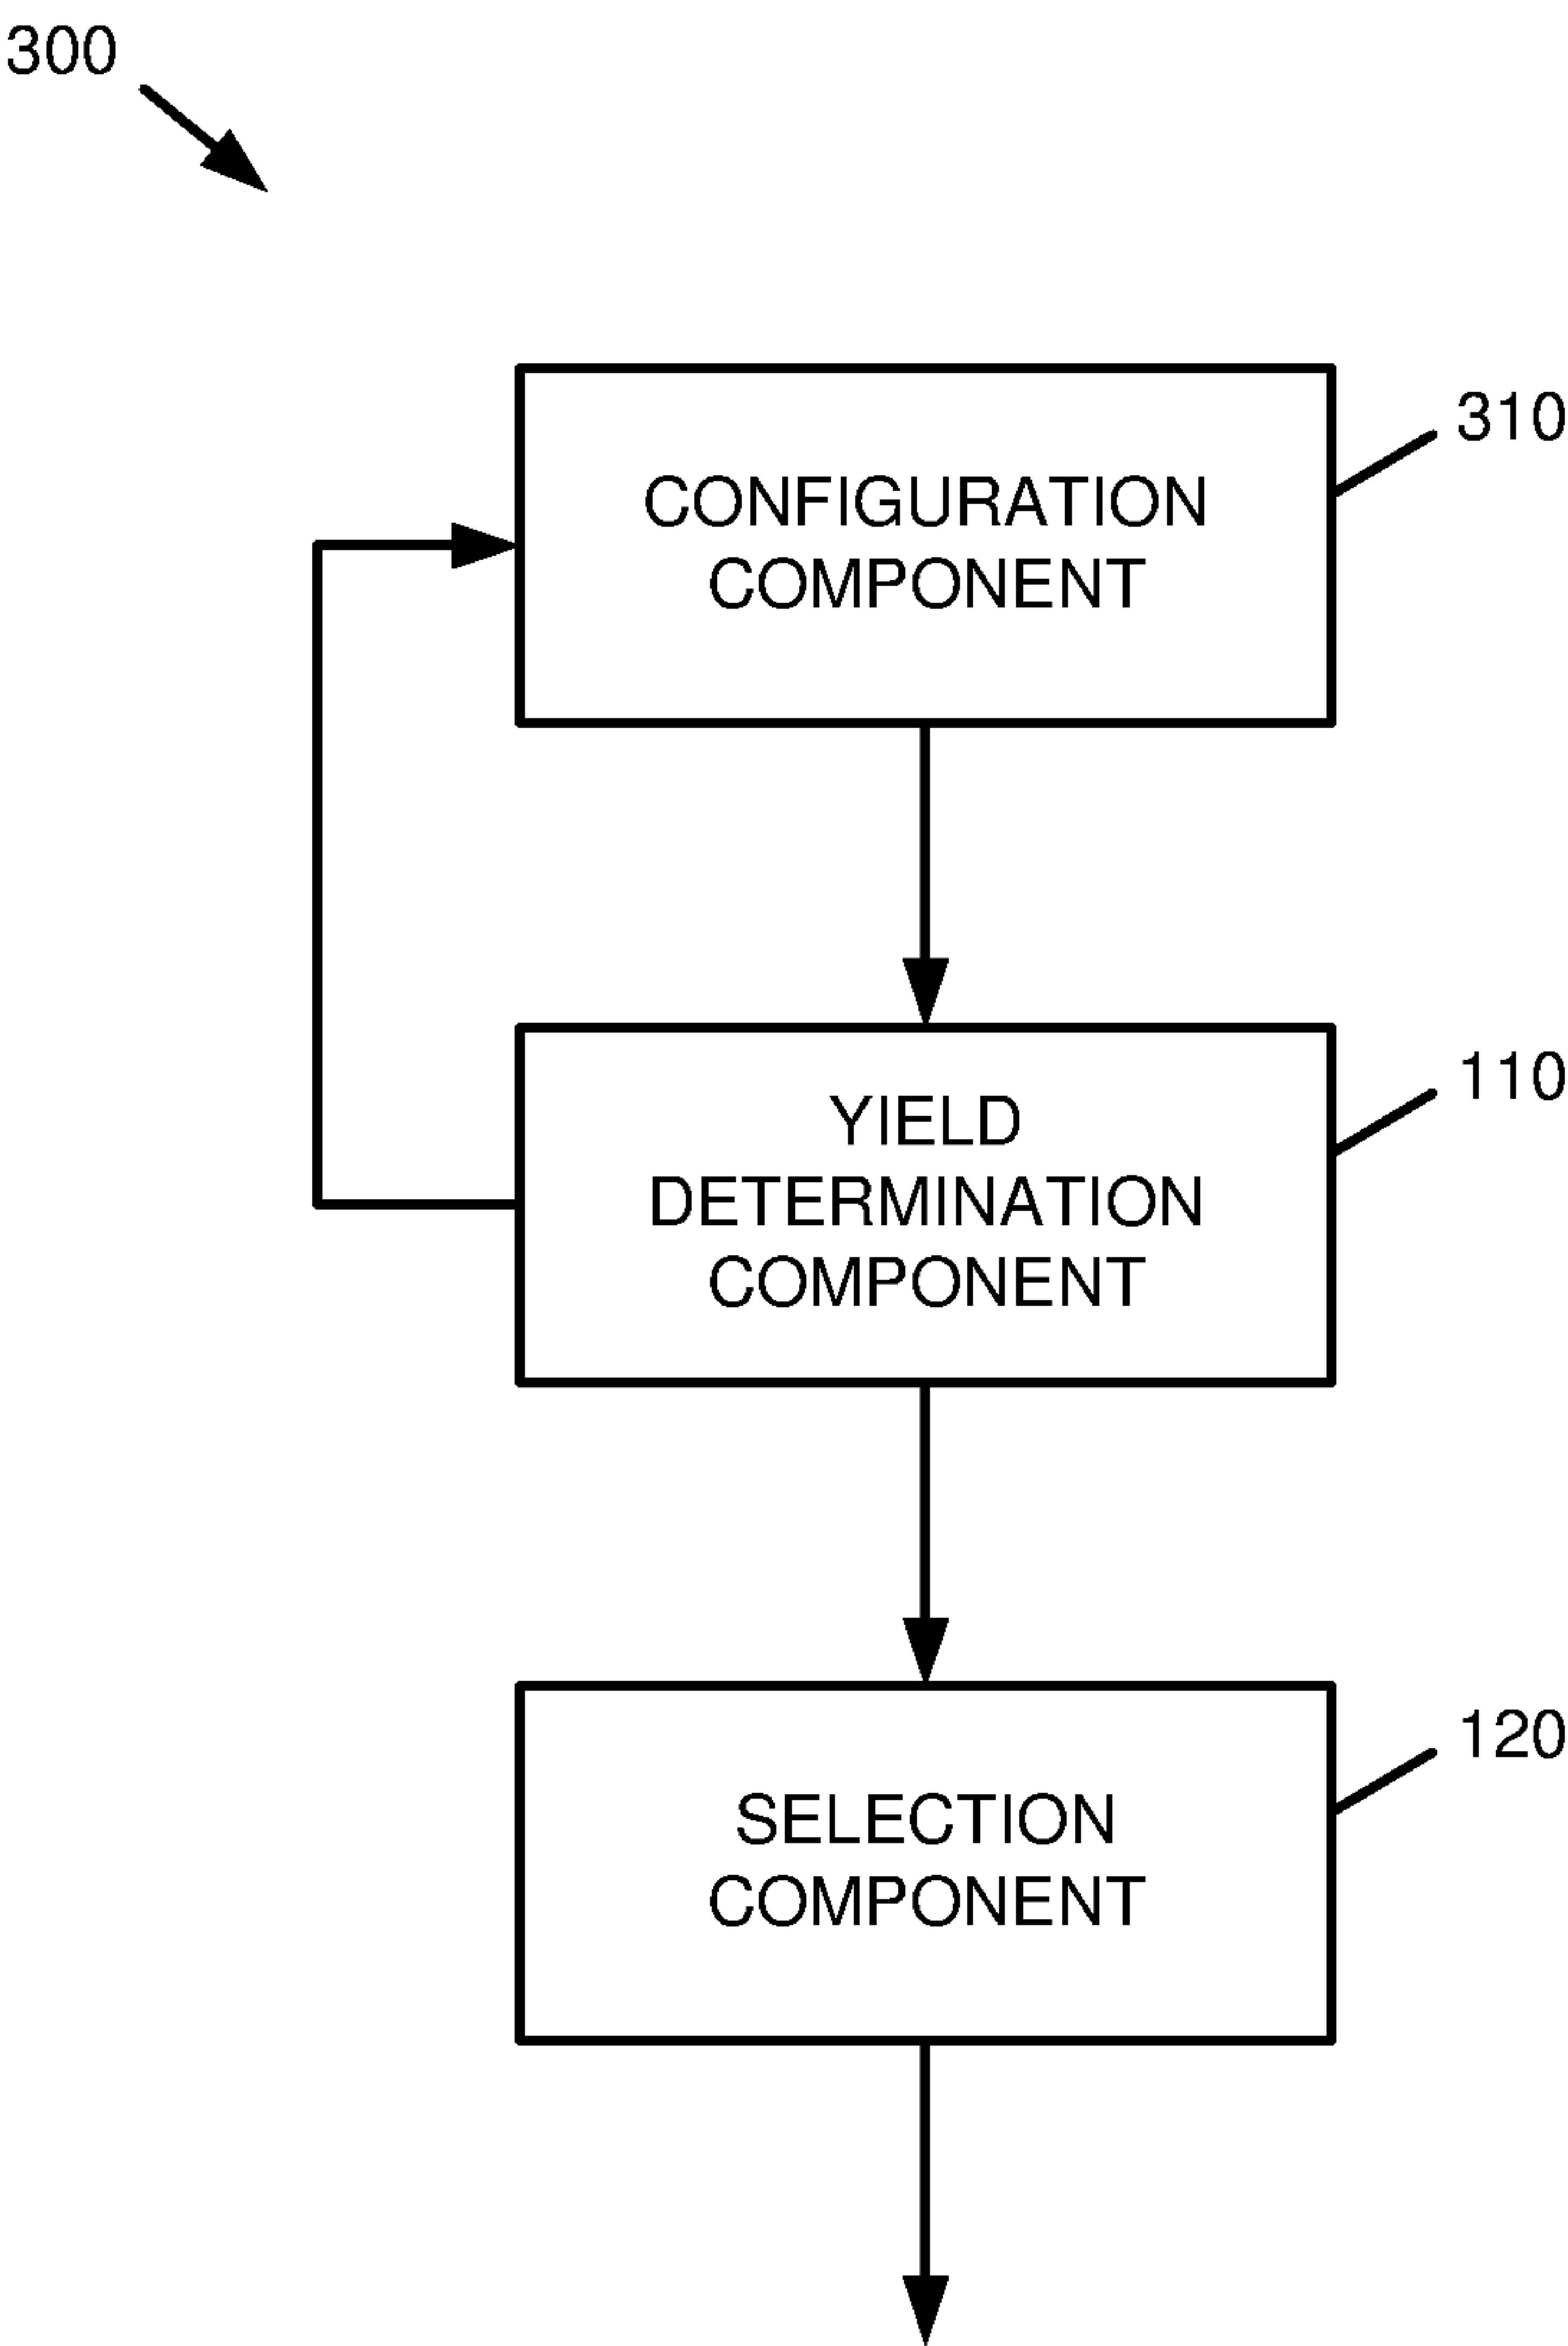 300
310
CONFIGURATION
COMPONENT
110
YIELD
DETERMINATION
COMPONENT
120
SELECTION
COMPONENT